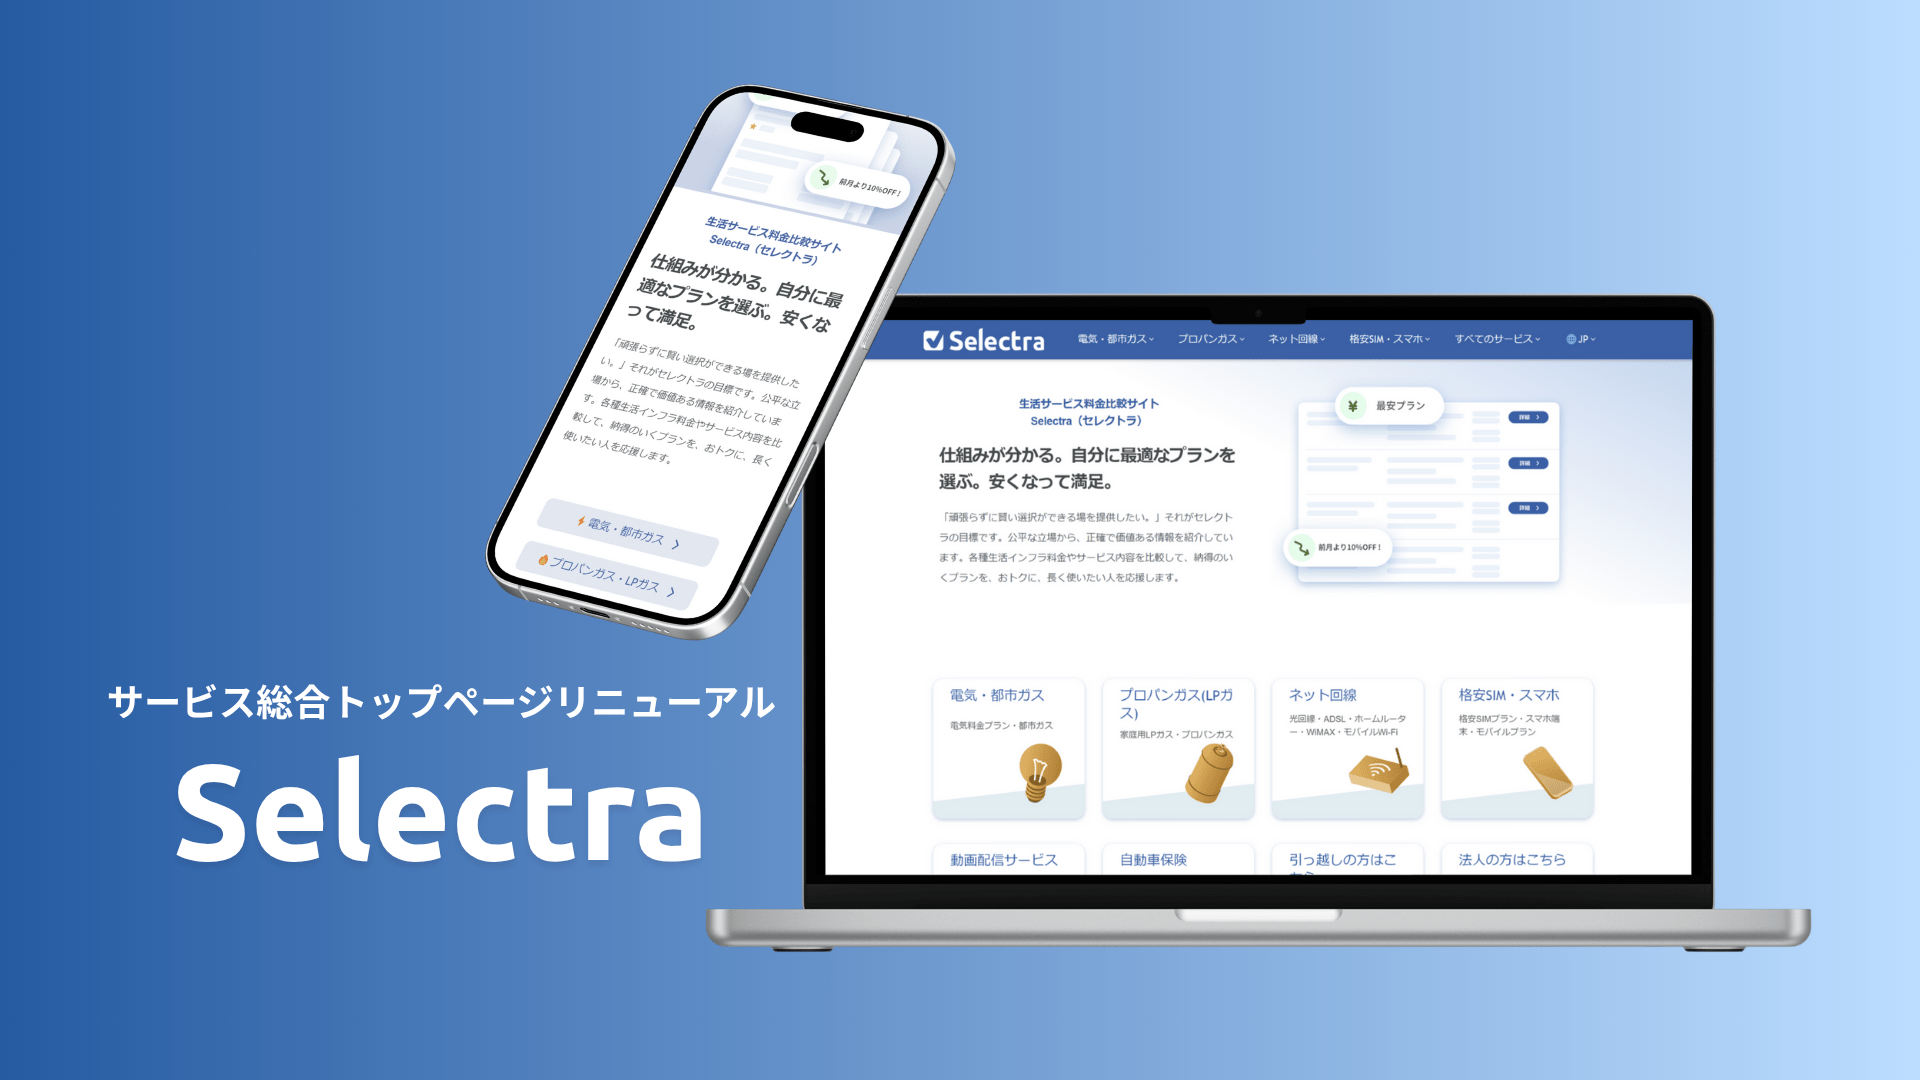 前月より10%OFF！
生活サービス料金比較サイト
Selectra（セレクトラ）
仕組みが分かる。自分に最
適なプランを選ぶ。安くな
って満足。
「頑張らずに賢い選択ができる場を提供した
い。」それがセレクトラの目標です。公平な立
場から、正確で価値ある情報を紹介していま
す。各種生活インフラ料金やサービス内容を比
較して、納得のいくプランを、おトクに、長く
使いたい人を応援します。
電気・都市ガス
プロパンガス・LPガス
サービス総合トップページリニューアル
Selectra
Selectra 電気・都市ガス プロパンガス ネット回線 格安SIM・スマホ すべてのサービス JP
生活サービス料金比較サイト
Selectra（セレクトラ）
仕組みが分かる。自分に最適なプランを
選ぶ。安くなって満足。
「頑張らずに賢い選択ができる場を提供したい。」それがセレクト
ラの目標です。公平な立場から、正確で価値ある情報を紹介してい
ます。各種生活インフラ料金やサービス内容を比較して、納得のい
くプランを、おトクに、長く使いたい人を応援します。
¥ 最安プラン
詳細
詳細
詳細
前月より10%OFF！
電気・都市ガス
電気料金プラン・都市ガス
プロパンガス(LPガ
ス)
家庭用LPガス・プロパンガス
ネット回線
光回線・ADSL・ホームルータ
ー・WiMAX・モバイルWi-Fi
格安SIM・スマホ
格安SIMプラン・スマホ端
末・モバイルプラン
動画配信サービス
自動車保険
引っ越しの方はこ
ちら
法人の方はこちら